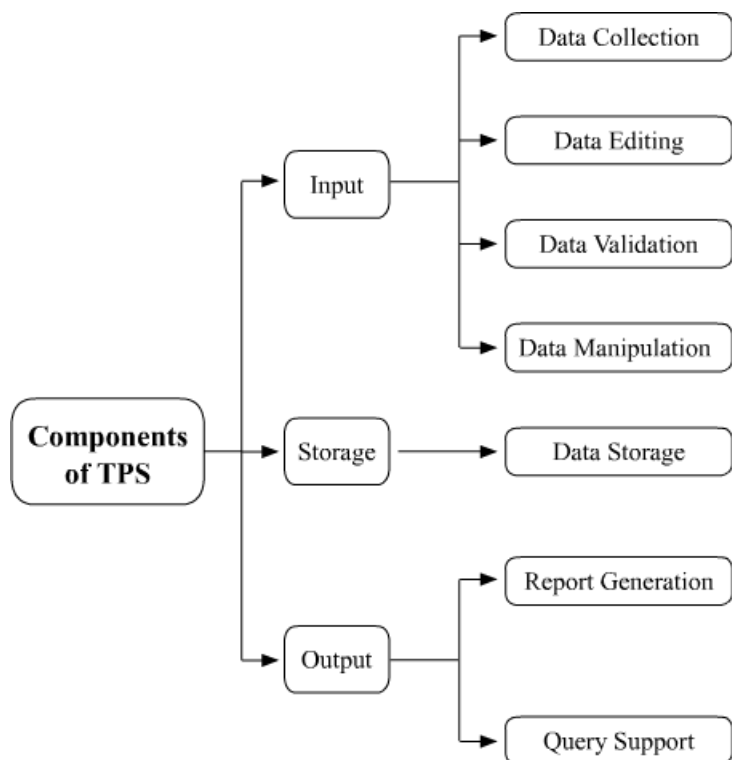 Data Collection
Data Editing
Input
Data Validation
Data Manipulation
Components
of TPS
Storage
Data Storage
Report Generation
Output
Query Support